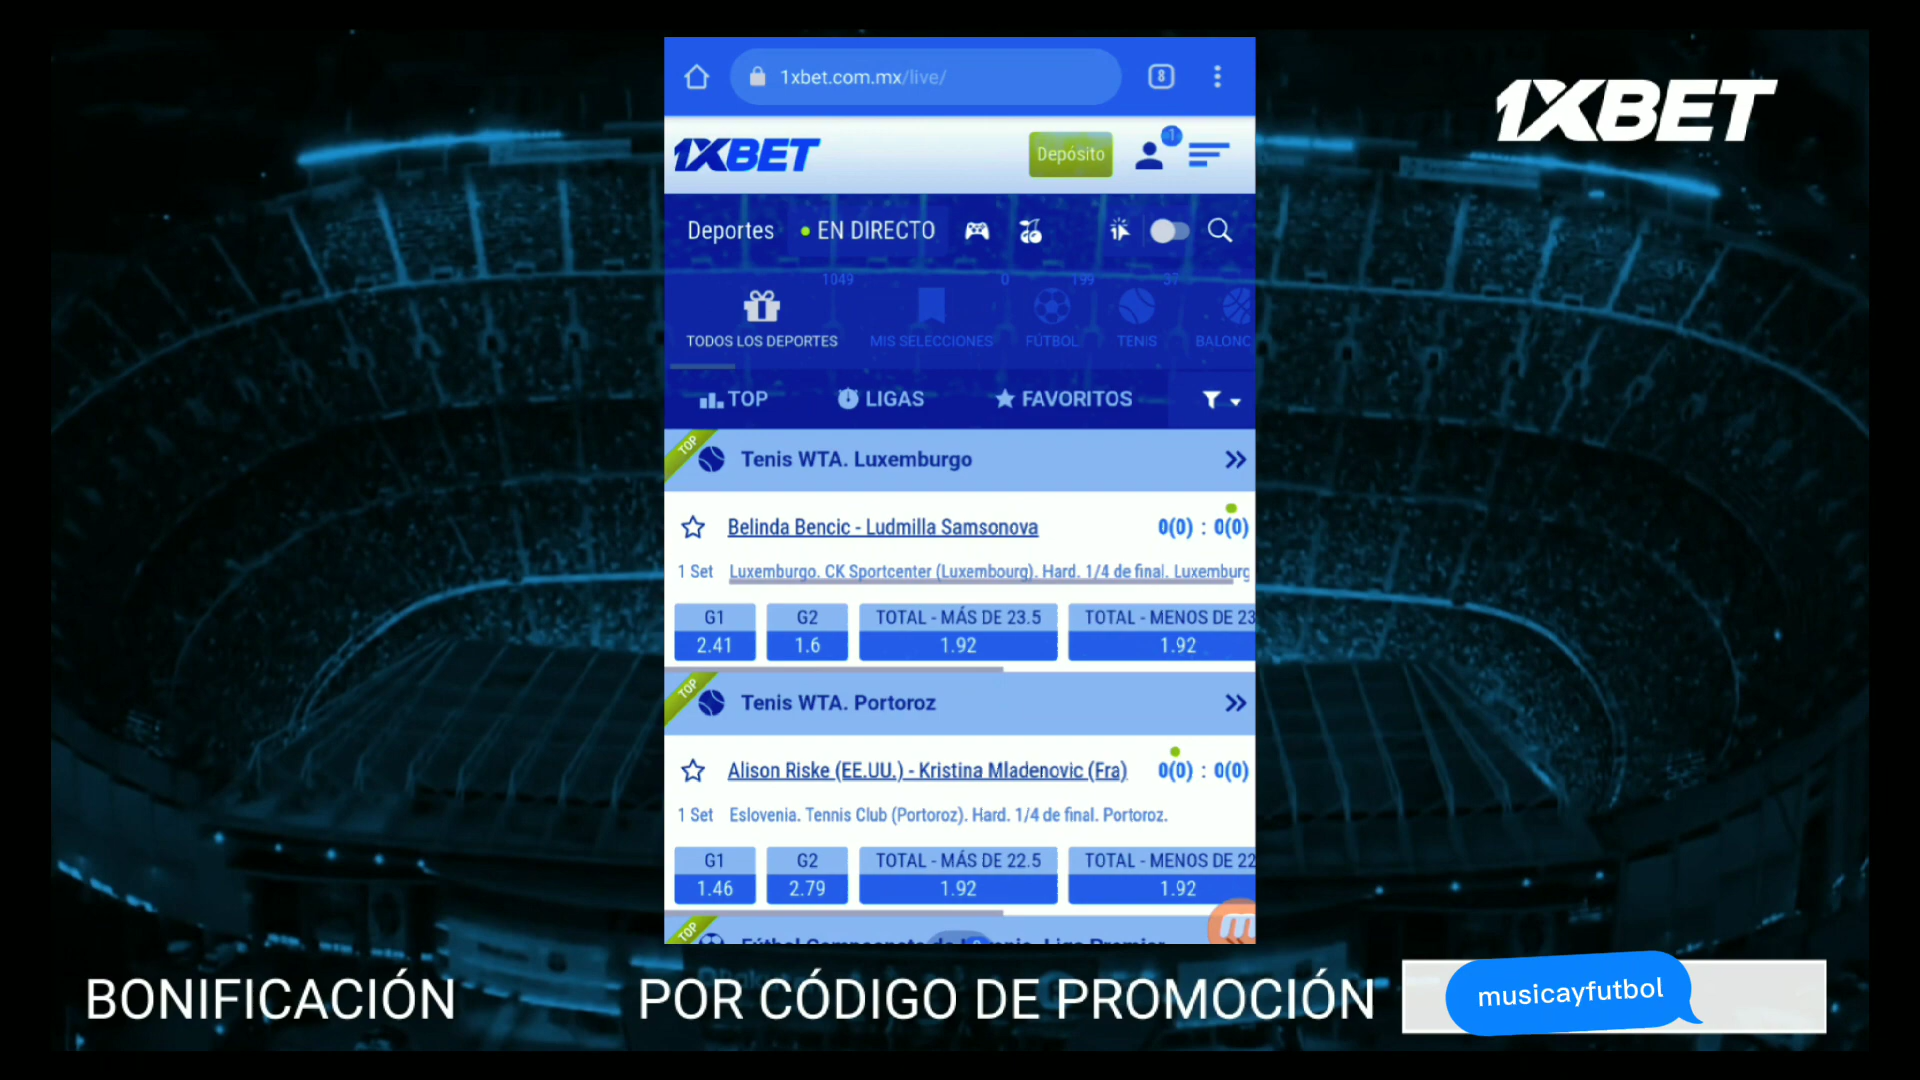 1xbet.com.mx/live/
8
1XBET
1XBET
Depósito
1
Deportes
EN DIRECTO
1049
0
199
37
TODOS LOS DEPORTES
MIS SELECCIONES
FÚTBOL
TENIS
BALONC
TOP
LIGAS
FAVORITOS
TOP
Tenis WTA. Luxemburgo
Belinda Bencic - Ludmilla Samsonova
0(0) : 0(0)
1 Set
Luxemburgo. CK Sportcenter (Luxembourg). Hard. 1/4 de final. Luxemburg
G1
G2
TOTAL - MÁS DE 23.5
TOTAL - MENOS DE 23
2.41
1.6
1.92
1.92
TOP
Tenis WTA. Portoroz
Alison Riske (EE.UU.) - Kristina Mladenovic (Fra)
0(0) : 0(0)
1 Set
Eslovenia. Tennis Club (Portoroz). Hard. 1/4 de final. Portoroz.
G1
G2
TOTAL - MÁS DE 22.5
TOTAL - MENOS DE 22
1.46
2.79
1.92
1.92
TOP
BONIFICACIÓN
POR CÓDIGO DE PROMOCIÓN
musicayfutbol